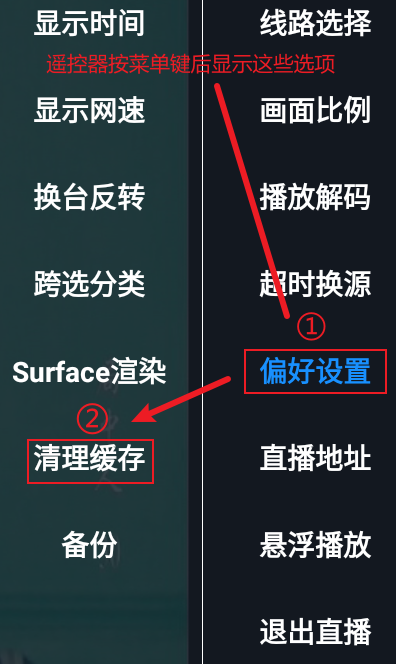 显示时间
线路选择
遥控器按菜单键后显示这些选项
显示网速
画面比例
换台反转
播放解码
跨选分类
超时换源
①
Surface渲染
偏好设置
②
清理缓存
直播地址
备份
悬浮播放
退出直播